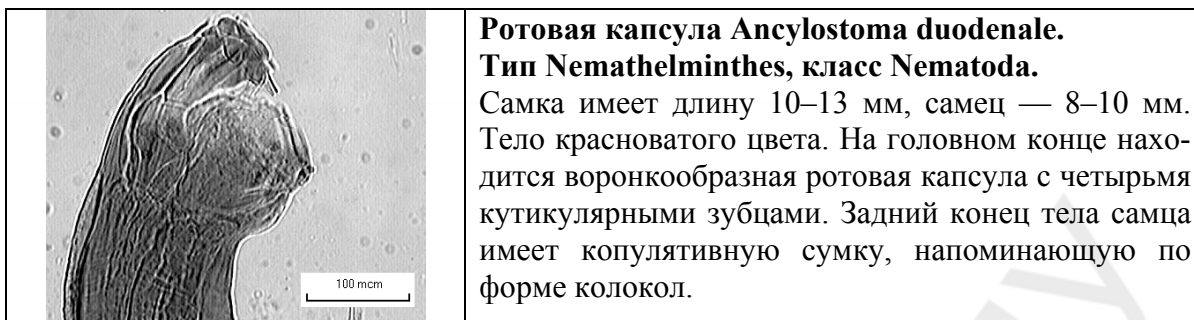 100 mcm
Ротовая капсула Ancylostoma duodenale.
Тип Nemathelminthes, класс Nematoda.
Самка имеет длину 10–13 мм, самец — 8–10 мм.
Тело красноватого цвета. На головном конце нахо-
дится воронкообразная ротовая капсула с четырьмя
кутикулярными зубцами. Задний конец тела самца
имеет копулятивную сумку, напоминающую по
форме колокол.